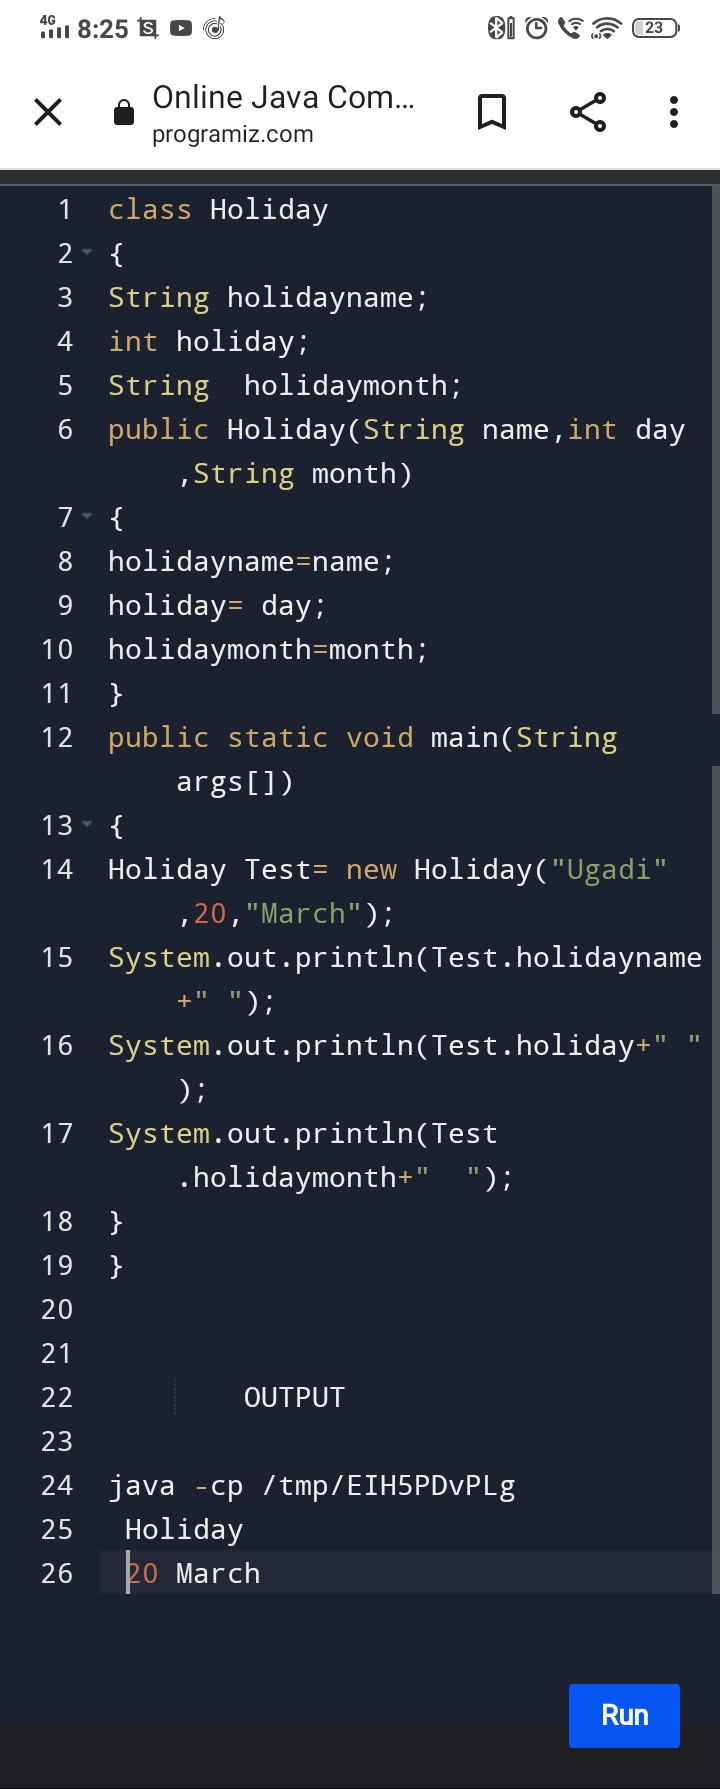 4G 8:25 23
Online Java Com...
programiz.com
1 class Holiday
2 {
3 String holidayname;
4 int holiday;
5 String  holidaymonth;
6 public Holiday(String name,int day
,String month)
7 {
8 holidayname=name;
9 holiday= day;
10 holidaymonth=month;
11 }
12 public static void main(String
args[])
13 {
14 Holiday Test= new Holiday("Ugadi"
,20,"March");
15 System.out.println(Test.holidayname
+" ");
16 System.out.println(Test.holiday+" "
);
17 System.out.println(Test
.holidaymonth+"  ");
18 }
19 }
20
21
22 OUTPUT
23
24 java -cp /tmp/EIH5PDvPLg
25 Holiday
26 20 March
Run